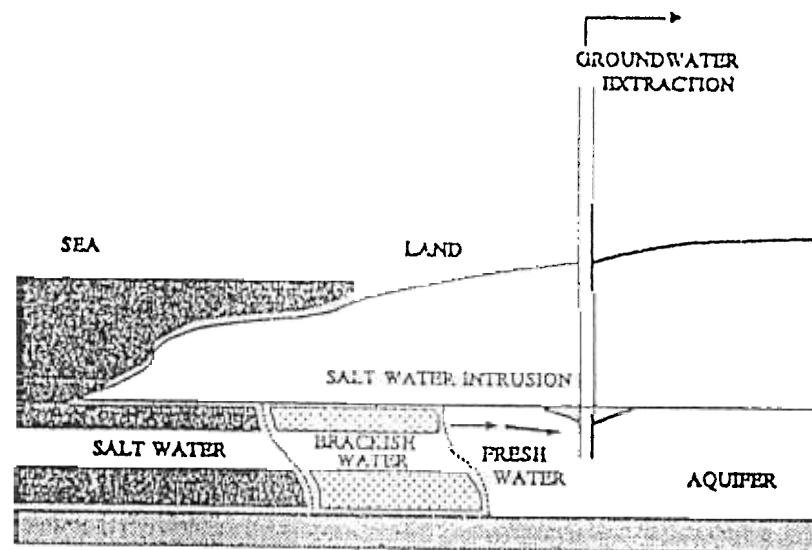 GROUNDWATER
EXTRACTION
SEA
LAND
SALT WATER INTRUSION
SALT WATER
BRACKISH
WATER
FRESH
WATER
AQUIFER